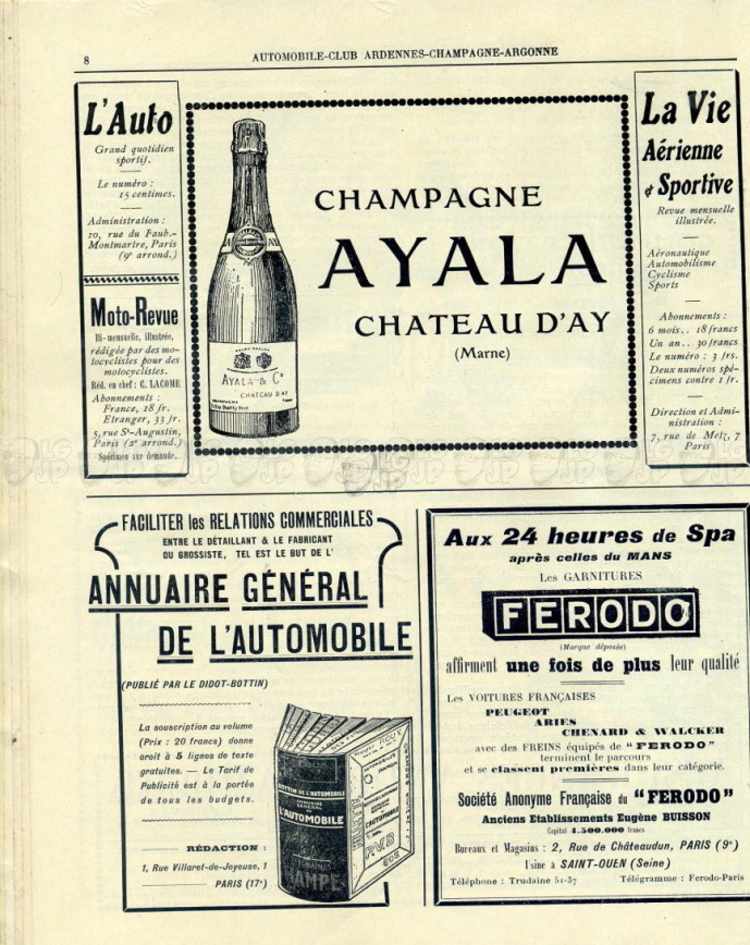 8
AUTOMOBILE-CLUB ARDENNES-CHAMPAGNE-ARGONNE
L'Auto
Grand quotidien
sportif.
Le numéro :
15 centimes.
Administration :
10, rue du Faub.-
Montmartre, Paris
(9e arrond.)
Moto-Revue
Bi-mensuelle, illustrée,
rédigée par des mo-
tocyclistes pour des
motocyclistes.
Réd. en chef : C. LACOME
Abonnements :
France, 18 fr.
Etranger, 33 fr.
5, rue St-Augustin,
Paris (2e arrond.)
Spécimen sur demande.
CHAMPAGNE
AYALA
CHATEAU D'AY
(Marne)
AYALA & Co
CHATEAU D'AY
La Vie
Aérienne
& Sportive
Revue mensuelle
illustrée.
Aéronautique
Automobilisme
Cyclisme
Sports
Abonnements :
6 mois.. 18 francs
Un an.. 30 francs
Le numéro : 3 frs.
Deux numéros spé-
cimens contre 1 fr.
Direction et Admi-
nistration :
7, rue de Metz, 7
Paris
FACILITER les RELATIONS COMMERCIALES
ENTRE LE DÉTAILLANT & LE FABRICANT
OU GROSSISTE, TEL EST LE BUT DE L'
ANNUAIRE GÉNÉRAL
DE L'AUTOMOBILE
(PUBLIÉ PAR LE DIDOT-BOTTIN)
La souscription au volume
(Prix : 20 francs) donne
droit à 5 lignes de texte
gratuites. — Le Tarif de
Publicité est à la portée
de tous les budgets.
RÉDACTION :
1, Rue Villaret-de-Joyeuse, 1
PARIS (17e)
BOTTIN DE L'AUTOMOBILE
ANNUAIRE
GÉNÉRAL
L'AUTOMOBILE
Aux 24 heures de Spa
après celles du MANS
Les GARNITURES
FERODO
(Marque déposée)
affirment une fois de plus leur qualité
Les VOITURES FRANÇAISES
PEUGEOT
ARIES
CHENARD & WALCKER
avec des FREINS équipés de "FERODO"
terminent le parcours
et se classent premières dans leur catégorie.
Société Anonyme Française du "FERODO"
Anciens Etablissements Eugène BUISSON
Capital 4.500.000 francs
Bureaux et Magasins : 2, Rue de Châteaudun, PARIS (9e)
Usine à SAINT-OUEN (Seine)
Téléphone : Trudaine 51-37 Télégramme : Ferodo-Paris